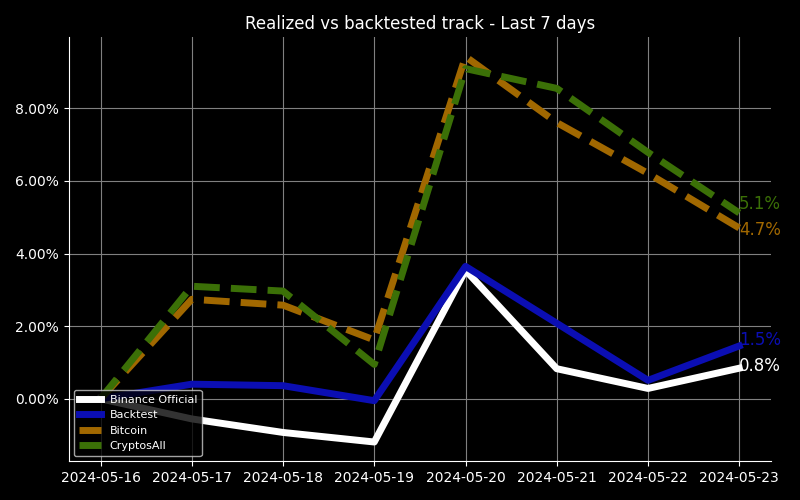 Realized vs backtested track - Last 7 days
8.00%
6.00%
4.00%
2.00%
0.00%
5.1%
4.7%
1.5%
0.8%
Binance Official
Backtest
Bitcoin
CryptosAll
2024-05-16 2024-05-17 2024-05-18 2024-05-19 2024-05-20 2024-05-21 2024-05-22 2024-05-23